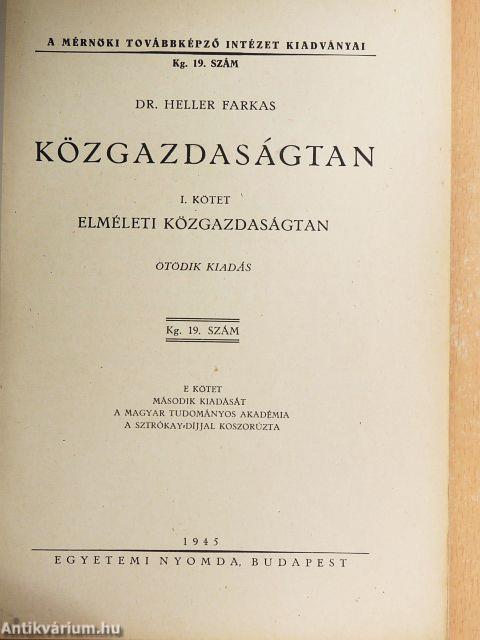 A MÉRNÖKI TOVÁBBKÉPZŐ INTÉZET KIADVÁNYAI
Kg. 19. SZÁM
DR. HELLER FARKAS
KÖZGAZDASÁGTAN
I. KÖTET
ELMÉLETI KÖZGAZDASÁGTAN
ÖTÖDIK KIADÁS
Kg. 19. SZÁM
E KÖTET
MÁSODIK KIADÁSÁT
A MAGYAR TUDOMÁNYOS AKADÉMIA
A SZTRÓKAY-DÍJJAL KOSZORÚZTA
1945
EGYETEMI NYOMDA, BUDAPEST
Antikvárium.hu